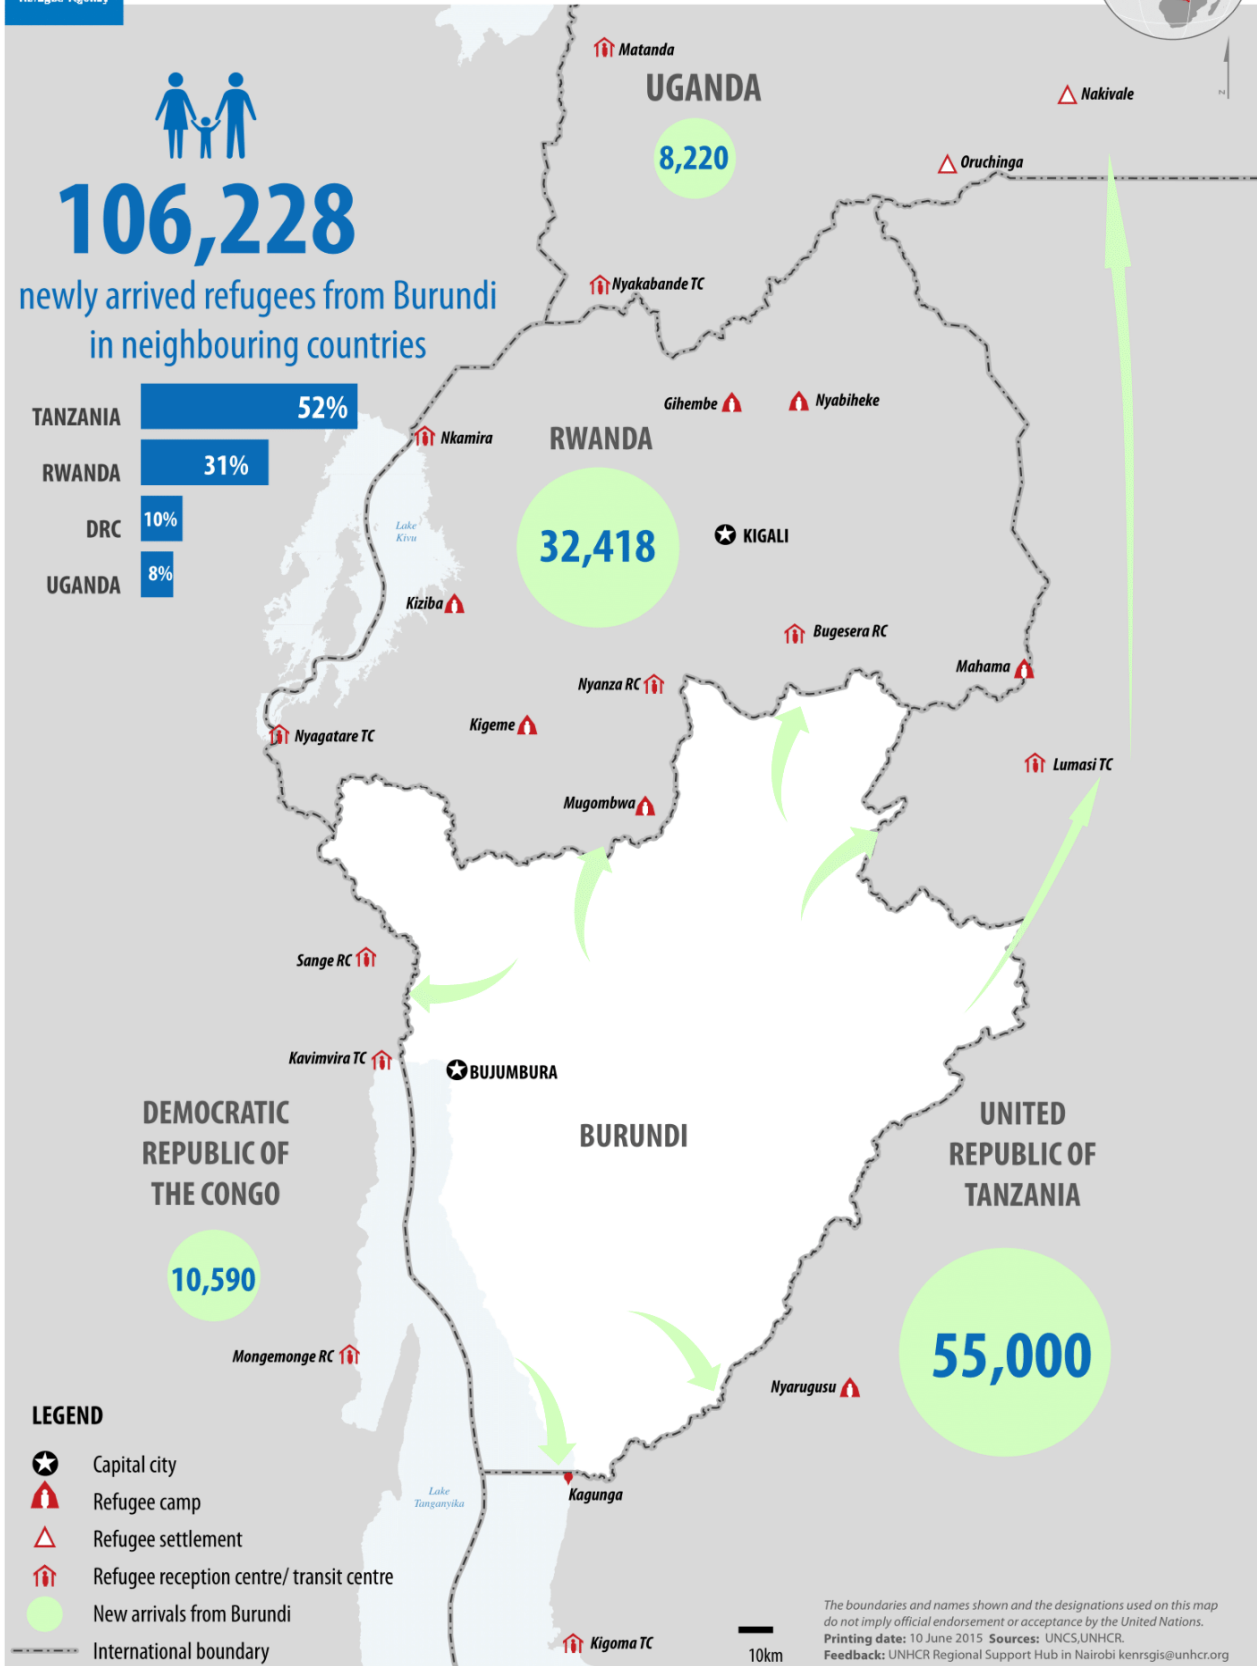 Matanda
UGANDA
8,220
Nakivale
Oruchinga
N
106,228
newly arrived refugees from Burundi
in neighbouring countries
Nyakabande TC
TANZANIA
52%
RWANDA
31%
DRC
10%
UGANDA
8%
Gihembe
Nyabiheke
Nkamira
RWANDA
32,418
Lake
Kivu
KIGALI
Kiziba
Bugesera RC
Mahama
Nyanza RC
Kigeme
Nyagatare TC
Lumasi TC
Mugombwa
Sange RC
Kavimvira TC
BUJUMBURA
DEMOCRATIC
REPUBLIC OF
THE CONGO
10,590
BURUNDI
UNITED
REPUBLIC OF
TANZANIA
55,000
Mongemonge RC
Nyarugusu
LEGEND
Capital city
Refugee camp
Refugee settlement
Refugee reception centre/ transit centre
New arrivals from Burundi
International boundary
Lake
Tanganyika
Kagunga
Kigoma TC
10km
The boundaries and names shown and the designations used on this map
do not imply official endorsement or acceptance by the United Nations.
Printing date: 10 June 2015 Sources: UNCS,UNHCR.
Feedback: UNHCR Regional Support Hub in Nairobi kenrsgis@unhcr.org